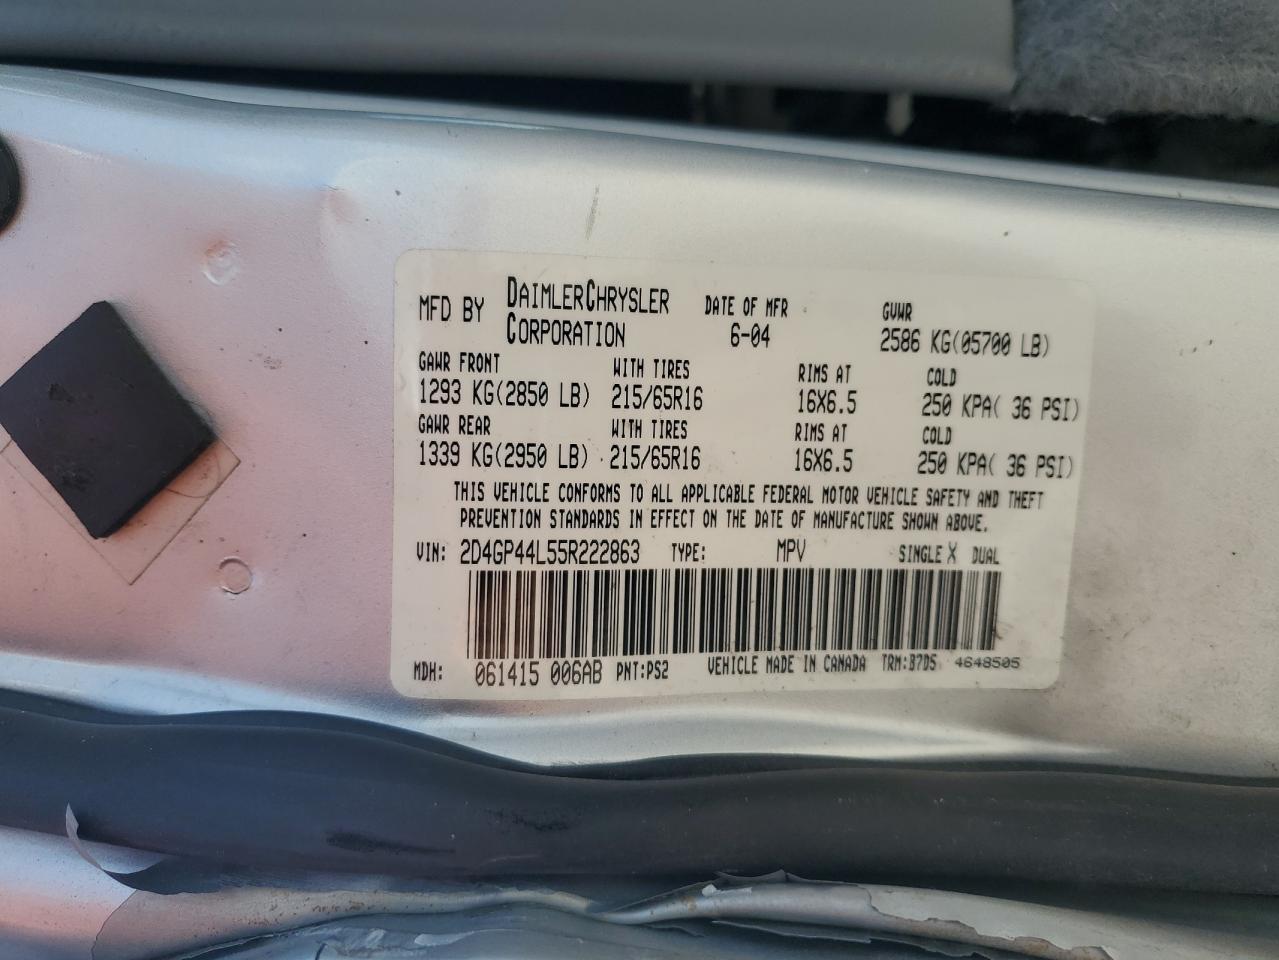 MFD BY DAIMLERCHRYSLER CORPORATION DATE OF MFR 6-04 GVWR 2586 KG(05700 LB)
GAWR FRONT WITH TIRES RIMS AT COLD
1293 KG(2850 LB) 215/65R16 16X6.5 250 KPA( 36 PSI)
GAWR REAR WITH TIRES RIMS AT COLD
1339 KG(2950 LB) 215/65R16 16X6.5 250 KPA( 36 PSI)
THIS VEHICLE CONFORMS TO ALL APPLICABLE FEDERAL MOTOR VEHICLE SAFETY AND THEFT
PREVENTION STANDARDS IN EFFECT ON THE DATE OF MANUFACTURE SHOWN ABOVE.
VIN: 2D4GP44L55R222863 TYPE: MPV SINGLE X DUAL
MDH: 061415 006AB PNT:PS2 VEHICLE MADE IN CANADA TRM:B7DS 4648505